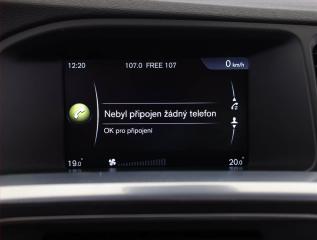 12:20 107.0 FREE 107 0 km/h
Nebyl připojen žádný telefon
OK pro připojení
19.0° 20.0°